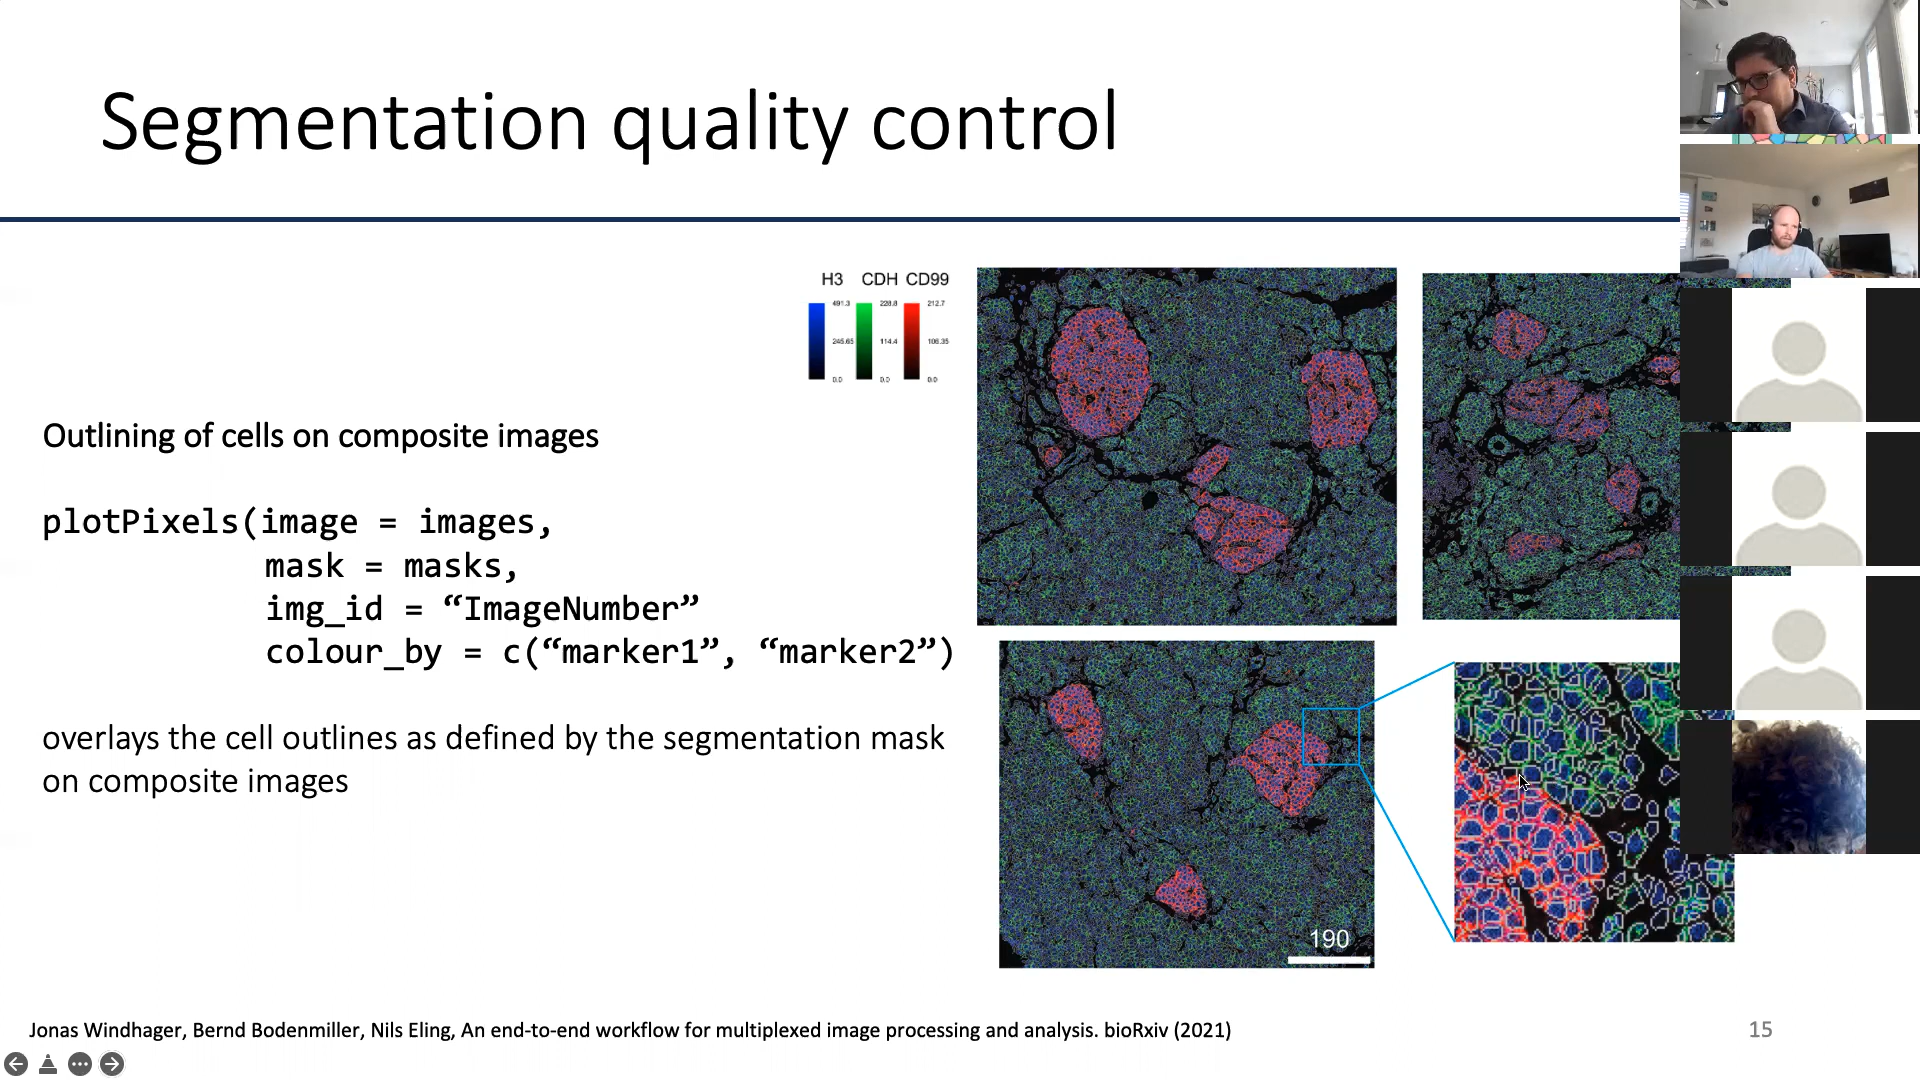 Segmentation quality control
H3 CDH CD99
491.3 228.8 212.7
245.65 114.4 106.35
0.0 0.0 0.0
Outlining of cells on composite images
plotPixels(image = images,
mask = masks,
img_id = “ImageNumber”
colour_by = c(“marker1”, “marker2”)
overlays the cell outlines as defined by the segmentation mask
on composite images
190
Jonas Windhager, Bernd Bodenmiller, Nils Eling, An end-to-end workflow for multiplexed image processing and analysis. bioRxiv (2021)
15